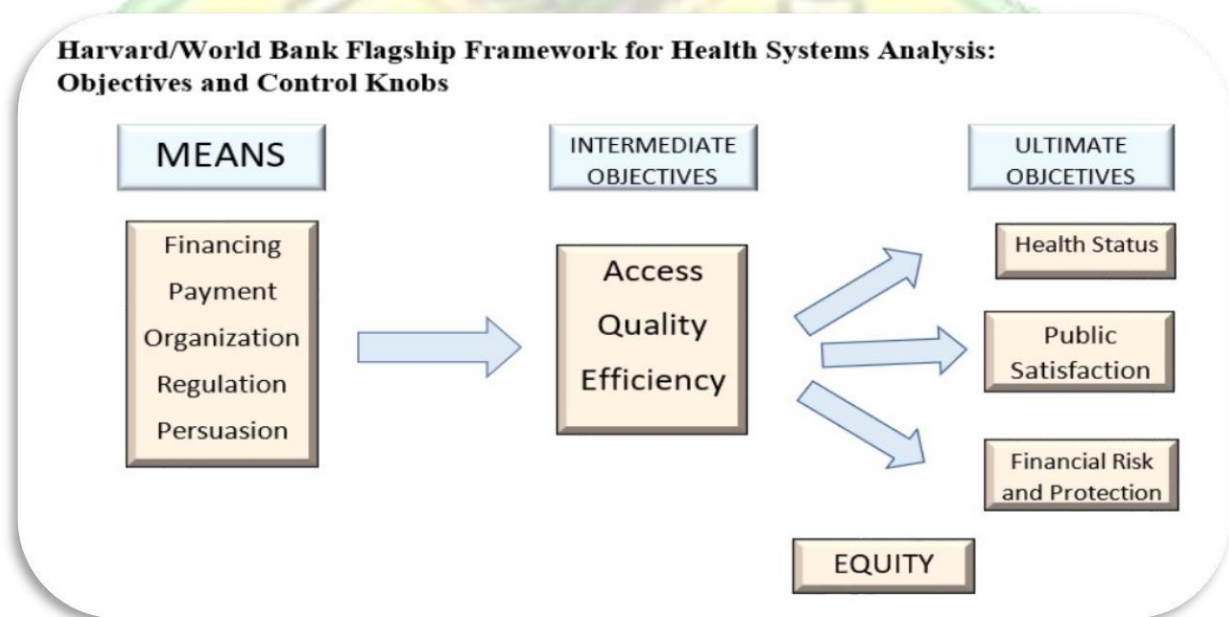 Harvard/World Bank Flagship Framework for Health Systems Analysis:
Objectives and Control Knobs
MEANS
Financing
Payment
Organization
Regulation
Persuasion
INTERMEDIATE
OBJECTIVES
Access
Quality
Efficiency
ULTIMATE
OBJCETIVES
Health Status
Public
Satisfaction
Financial Risk
and Protection
EQUITY